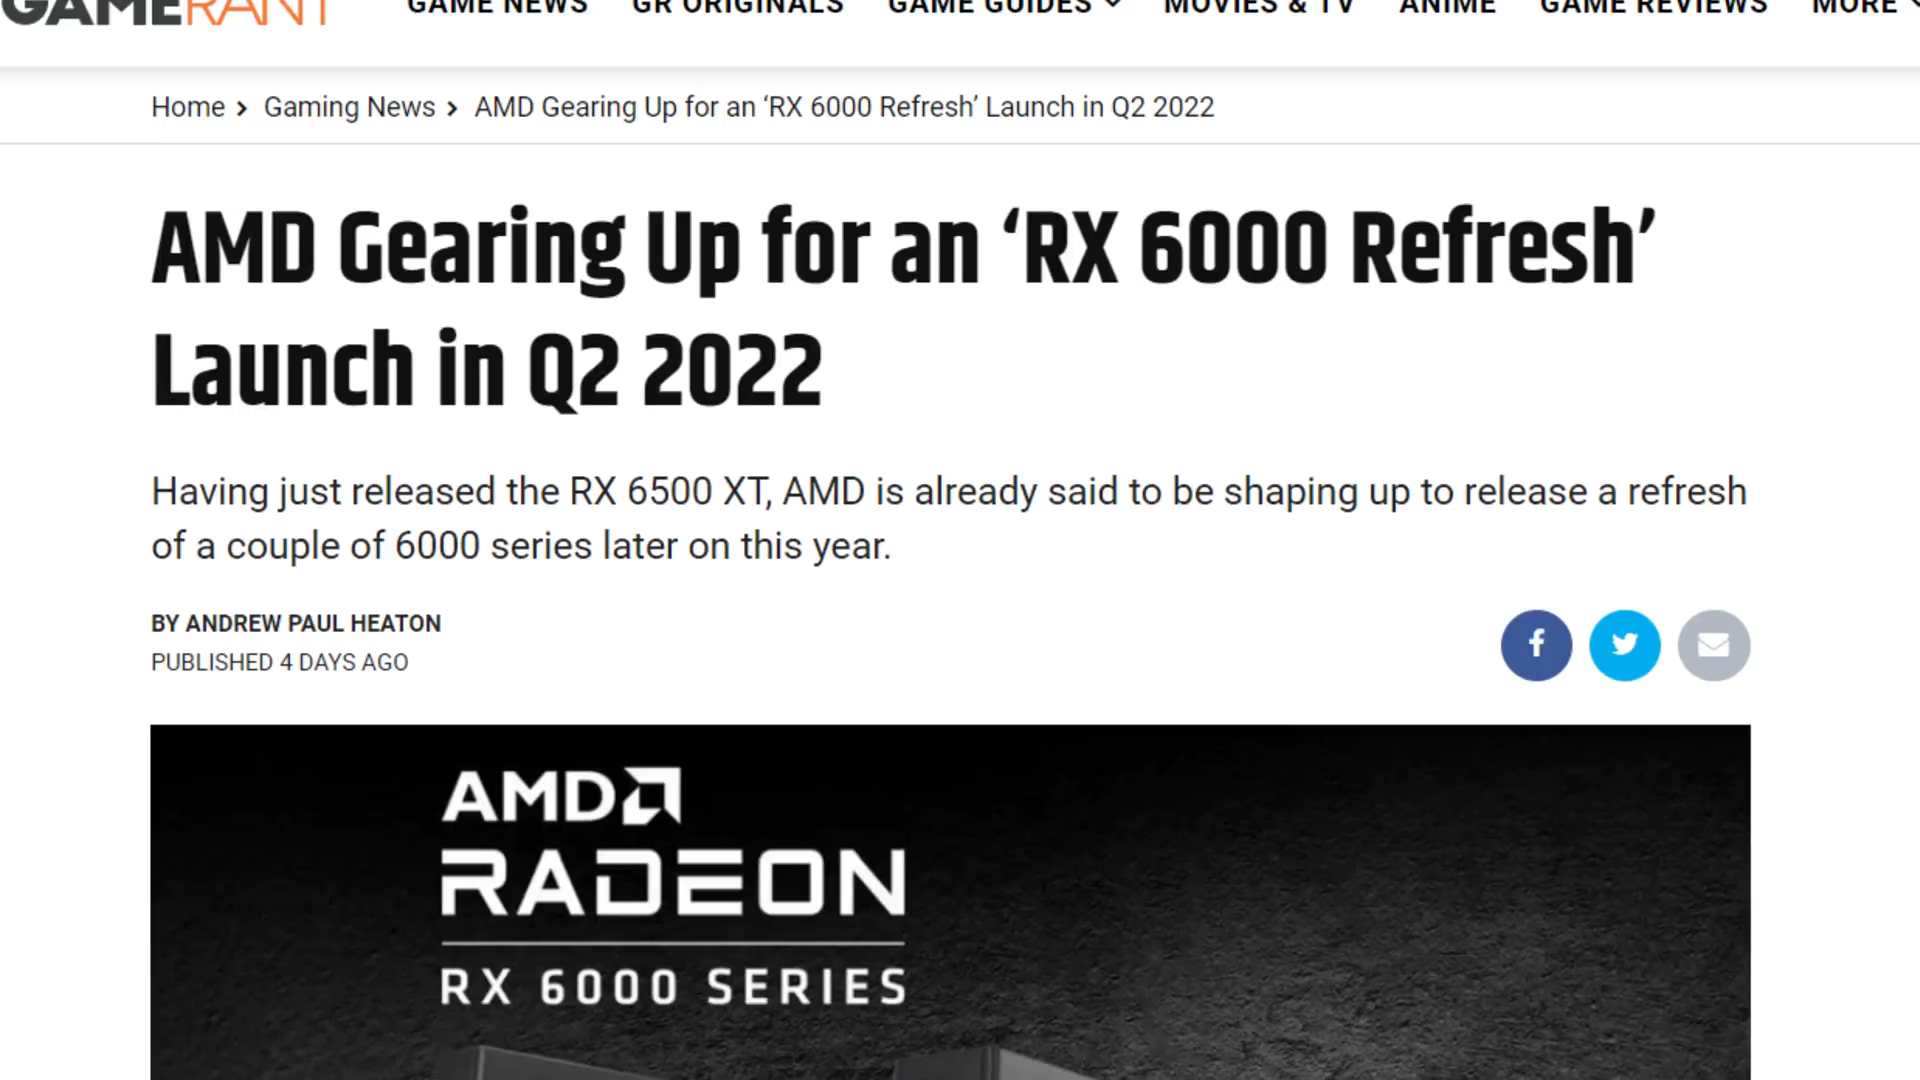 GAMERANT GAME NEWS GR ORIGINALS GAME GUIDES MOVIES & TV ANIME GAME REVIEWS MORE
Home > Gaming News > AMD Gearing Up for an ‘RX 6000 Refresh’ Launch in Q2 2022
AMD Gearing Up for an ‘RX 6000 Refresh’
Launch in Q2 2022
Having just released the RX 6500 XT, AMD is already said to be shaping up to release a refresh
of a couple of 6000 series later on this year.
BY ANDREW PAUL HEATON
PUBLISHED 4 DAYS AGO
AMD
RADEON
RX 6000 SERIES